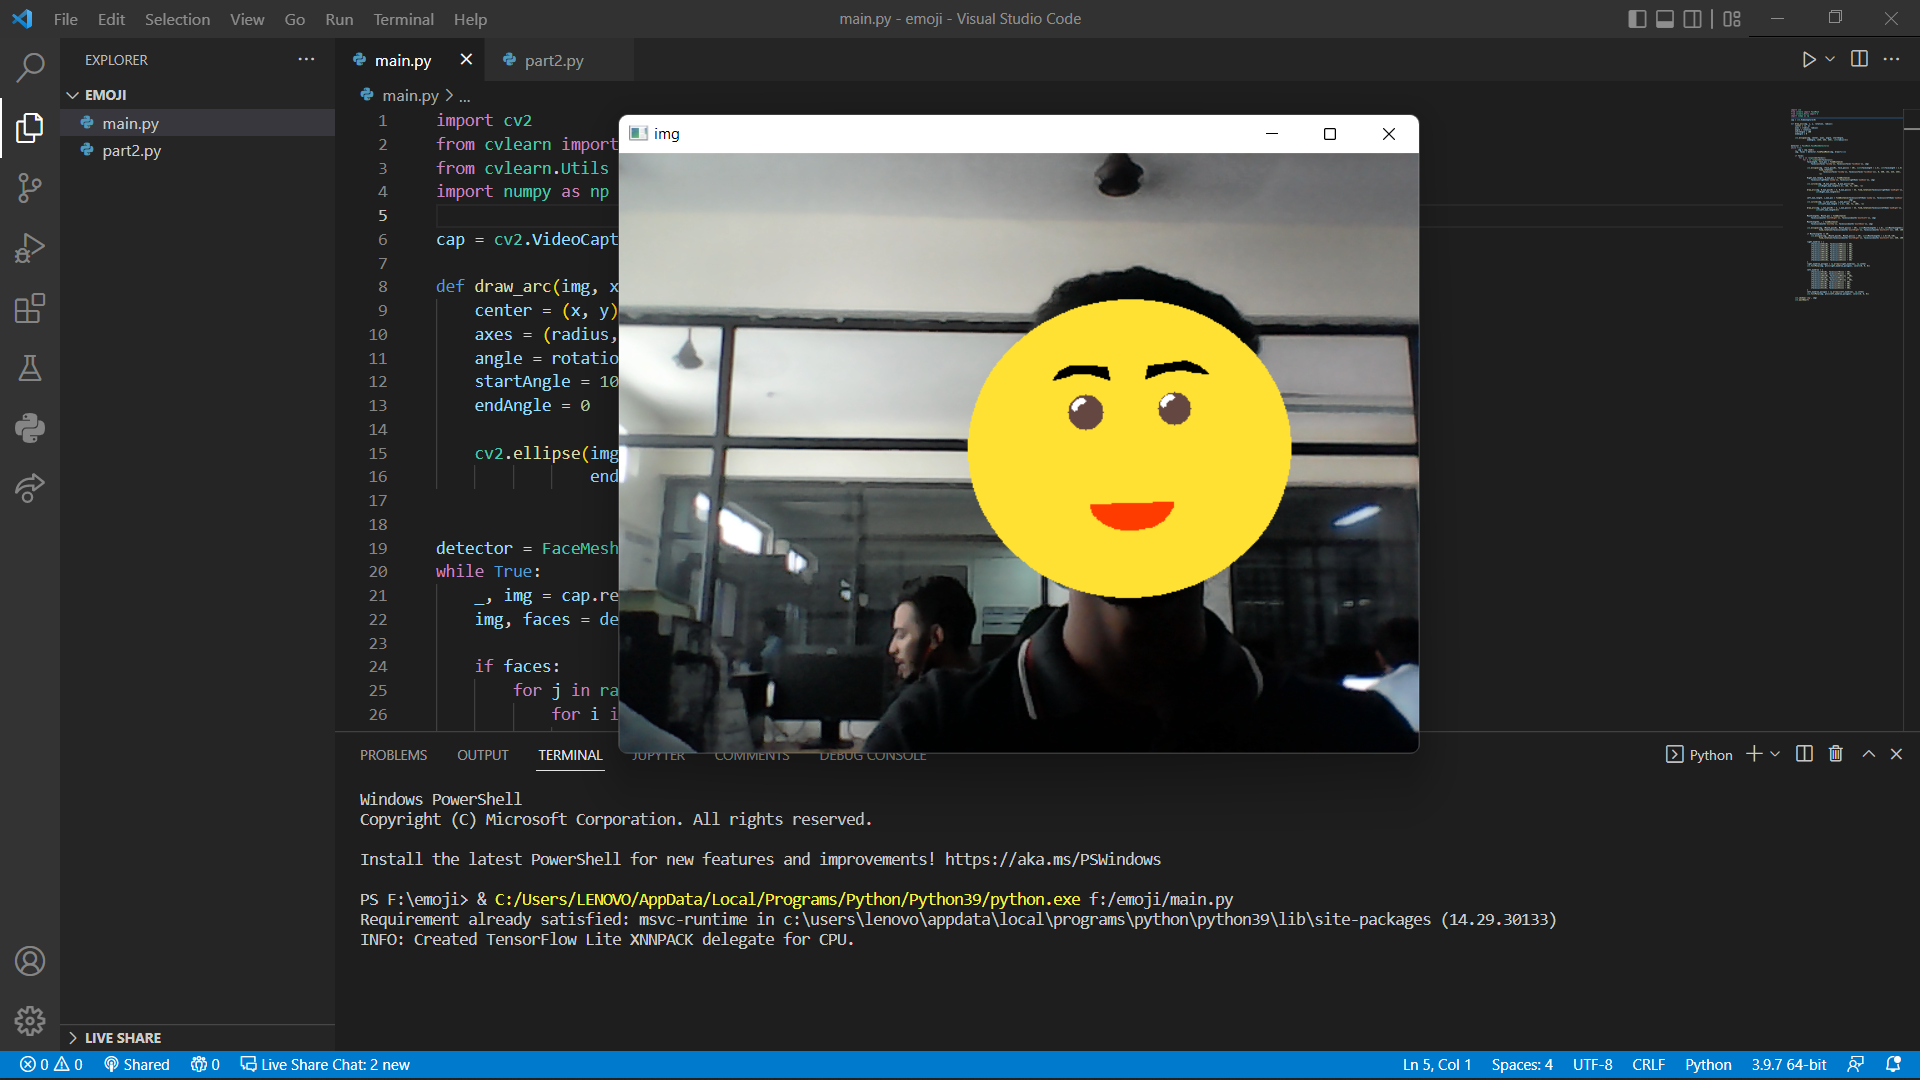 File Edit Selection View Go Run Terminal Help
main.py - emoji - Visual Studio Code
EXPLORER
EMOJI
main.py
part2.py
LIVE SHARE
main.py
part2.py
main.py > ...
1 import cv2
2 from cvlearn import
3 from cvlearn.Utils
4 import numpy as np
5
6 cap = cv2.VideoCapt
7
8 def draw_arc(img, x
9 center = (x, y)
10 axes = (radius,
11 angle = rotatio
12 startAngle = 10
13 endAngle = 0
14
15 cv2.ellipse(img
16 end
17
18
19 detector = FaceMesh
20 while True:
21 _, img = cap.re
22 img, faces = de
23
24 if faces:
25 for j in ra
26 for i i
img
PROBLEMS OUTPUT TERMINAL JUPYTER COMMENTS DEBUG CONSOLE
Python
Windows PowerShell
Copyright (C) Microsoft Corporation. All rights reserved.
Install the latest PowerShell for new features and improvements! https://aka.ms/PSWindows
PS F:\emoji> & C:/Users/LENOVO/AppData/Local/Programs/Python/Python39/python.exe f:/emoji/main.py
Requirement already satisfied: msvc-runtime in c:\users\lenovo\appdata\local\programs\python\python39\lib\site-packages (14.29.30133)
INFO: Created TensorFlow Lite XNNPACK delegate for CPU.
0 0 Shared 0 Live Share Chat: 2 new
Ln 5, Col 1 Spaces: 4 UTF-8 CRLF Python 3.9.7 64-bit